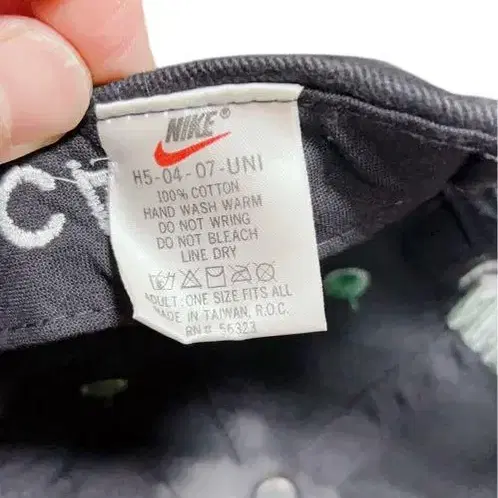 NIKE®
H5-04-07-UNI
100% COTTON
HAND WASH WARM
DO NOT WRING
DO NOT BLEACH
LINE DRY
ADULT:ONE SIZE FITS ALL
MADE IN TAIWAN, R.O.C.
RN# 56323